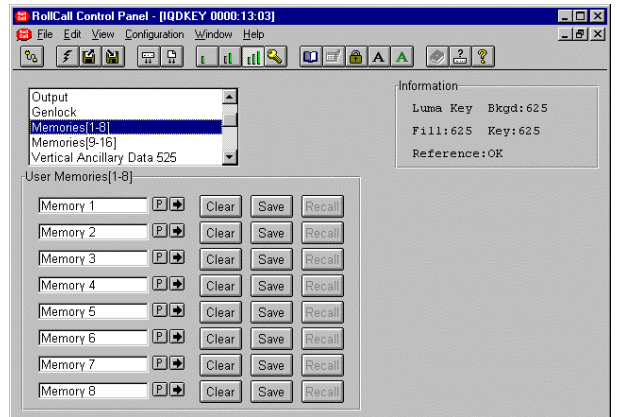 RollCall Control Panel - [IQDKEY 0000:13:03]
File Edit View Configuration Window Help
A A
Output
Genlock
Memories[1-8]
Memories[9-16]
Vertical Ancillary Data 525
Information
Luma Key Bkgd:625
Fill:625 Key:625
Reference:OK
User Memories[1-8]
Memory 1 P Clear Save Recall
Memory 2 P Clear Save Recall
Memory 3 P Clear Save Recall
Memory 4 P Clear Save Recall
Memory 5 P Clear Save Recall
Memory 6 P Clear Save Recall
Memory 7 P Clear Save Recall
Memory 8 P Clear Save Recall